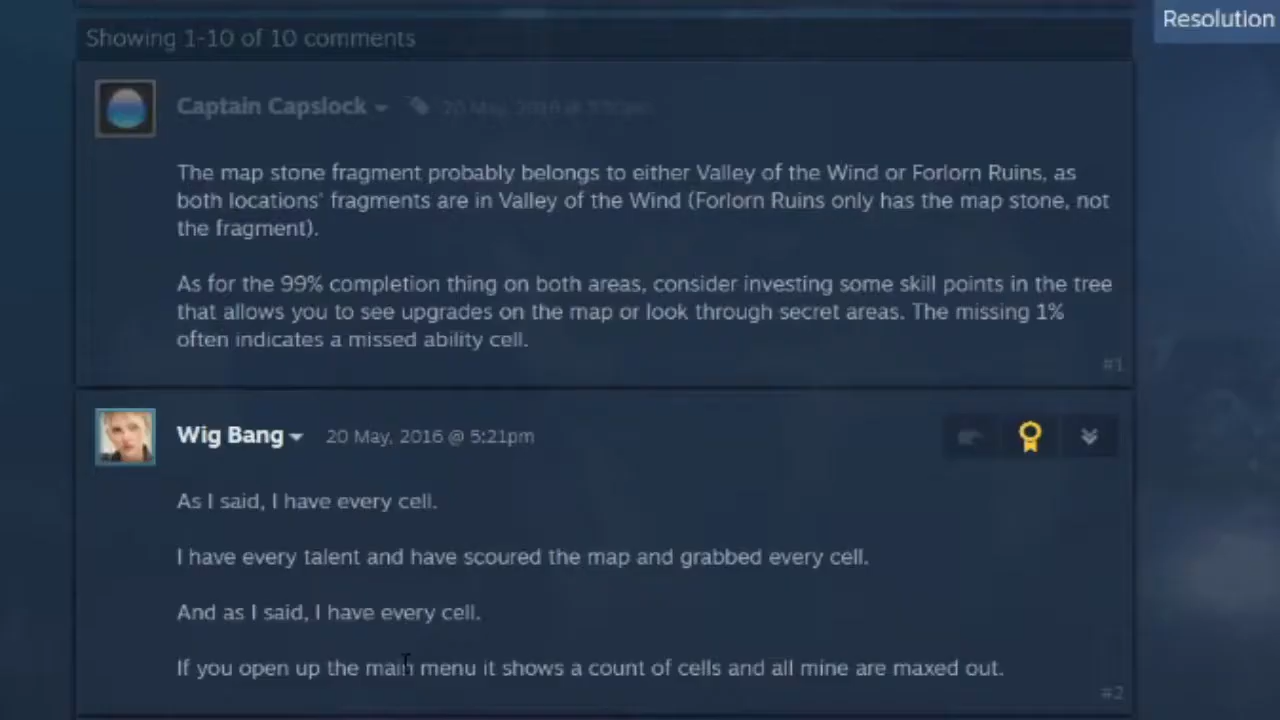 Resolution
Showing 1-10 of 10 comments
Captain Capslock
20 May, 2016 @
The map stone fragment probably belongs to either Valley of the Wind or Forlorn Ruins, as
both locations' fragments are in Valley of the Wind (Forlorn Ruins only has the map stone, not
the fragment).
As for the 99% completion thing on both areas, consider investing some skill points in the tree
that allows you to see upgrades on the map or look through secret areas. The missing 1%
often indicates a missed ability cell.
#1
Wig Bang
20 May, 2016 @ 5:21pm
As I said, I have every cell.
I have every talent and have scoured the map and grabbed every cell.
And as I said, I have every cell.
If you open up the main menu it shows a count of cells and all mine are maxed out.
#2